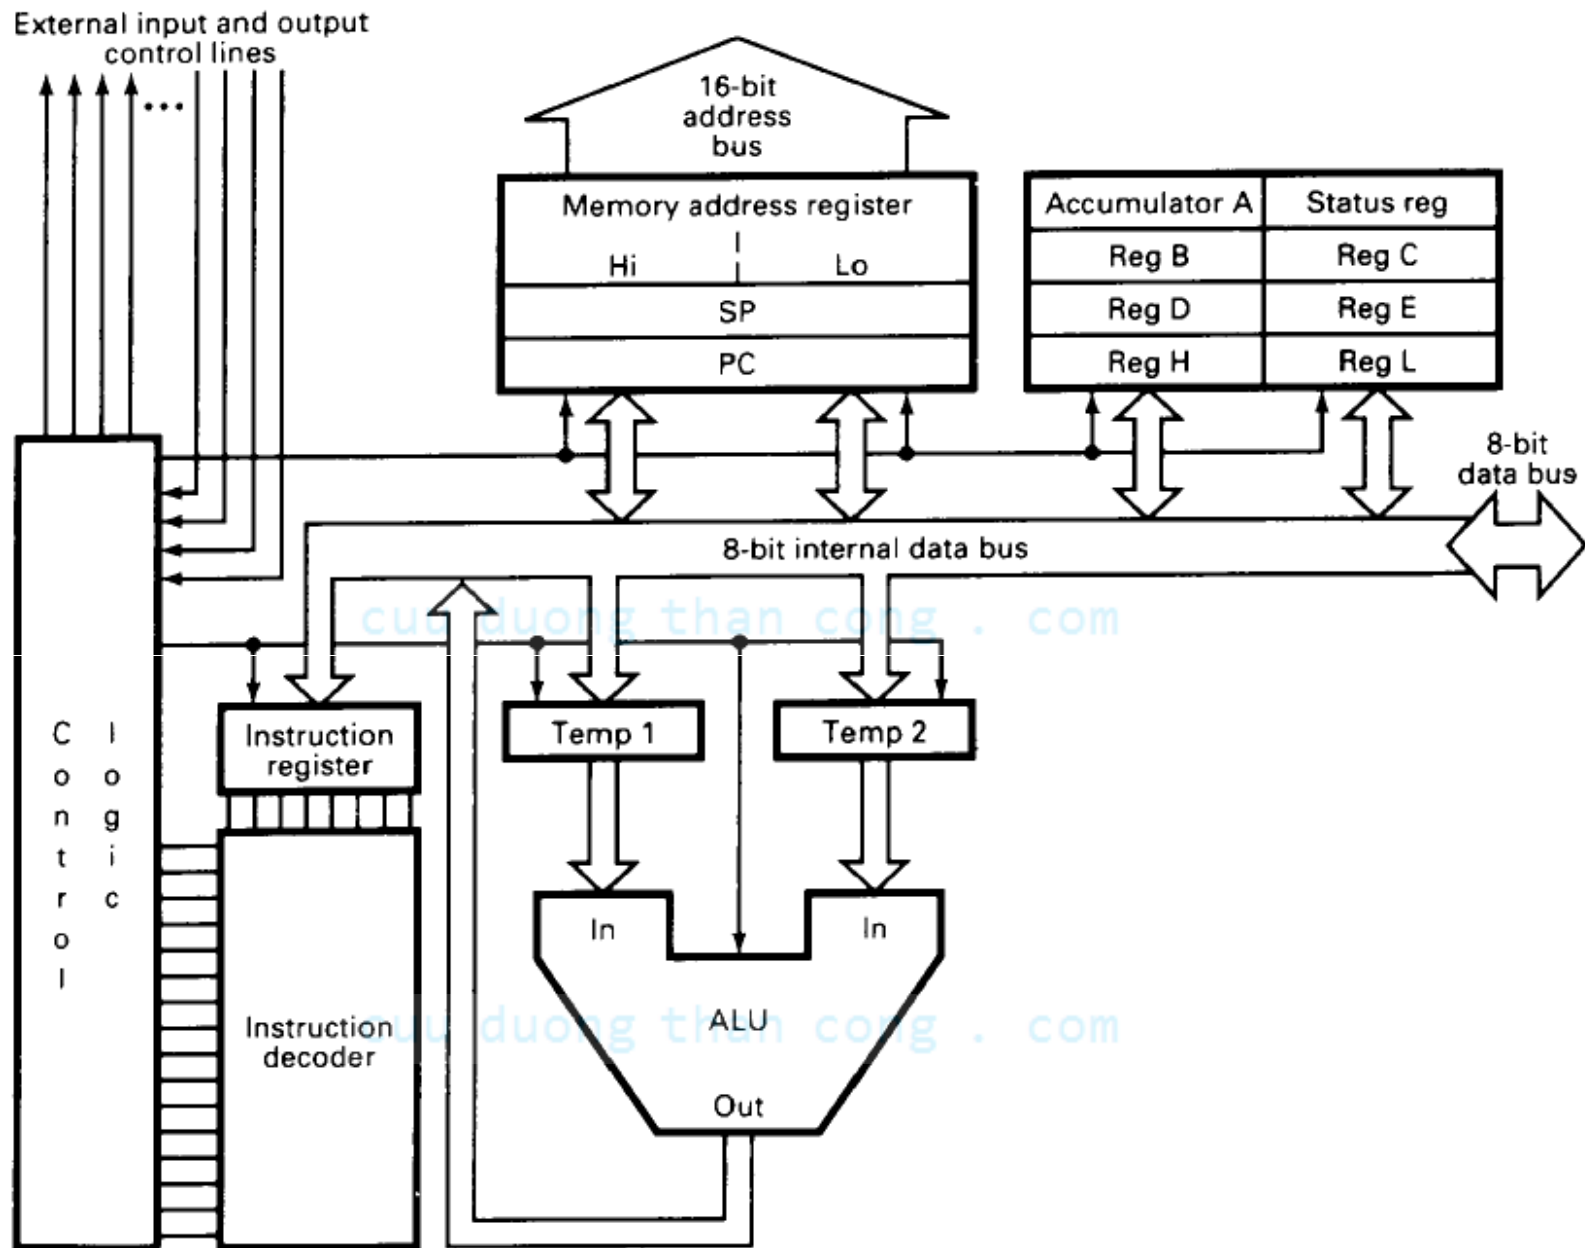 External input and output
control lines
16-bit
address
bus
Memory address register
Hi
Lo
SP
PC
Accumulator A
Status reg
Reg B
Reg C
Reg D
Reg E
Reg H
Reg L
8-bit
data bus
8-bit internal data bus
cuu duong than cong . com
Control
logic
Instruction
register
Temp 1
Temp 2
In
In
Instruction
decoder
ALU
cuu duong than cong . com
Out